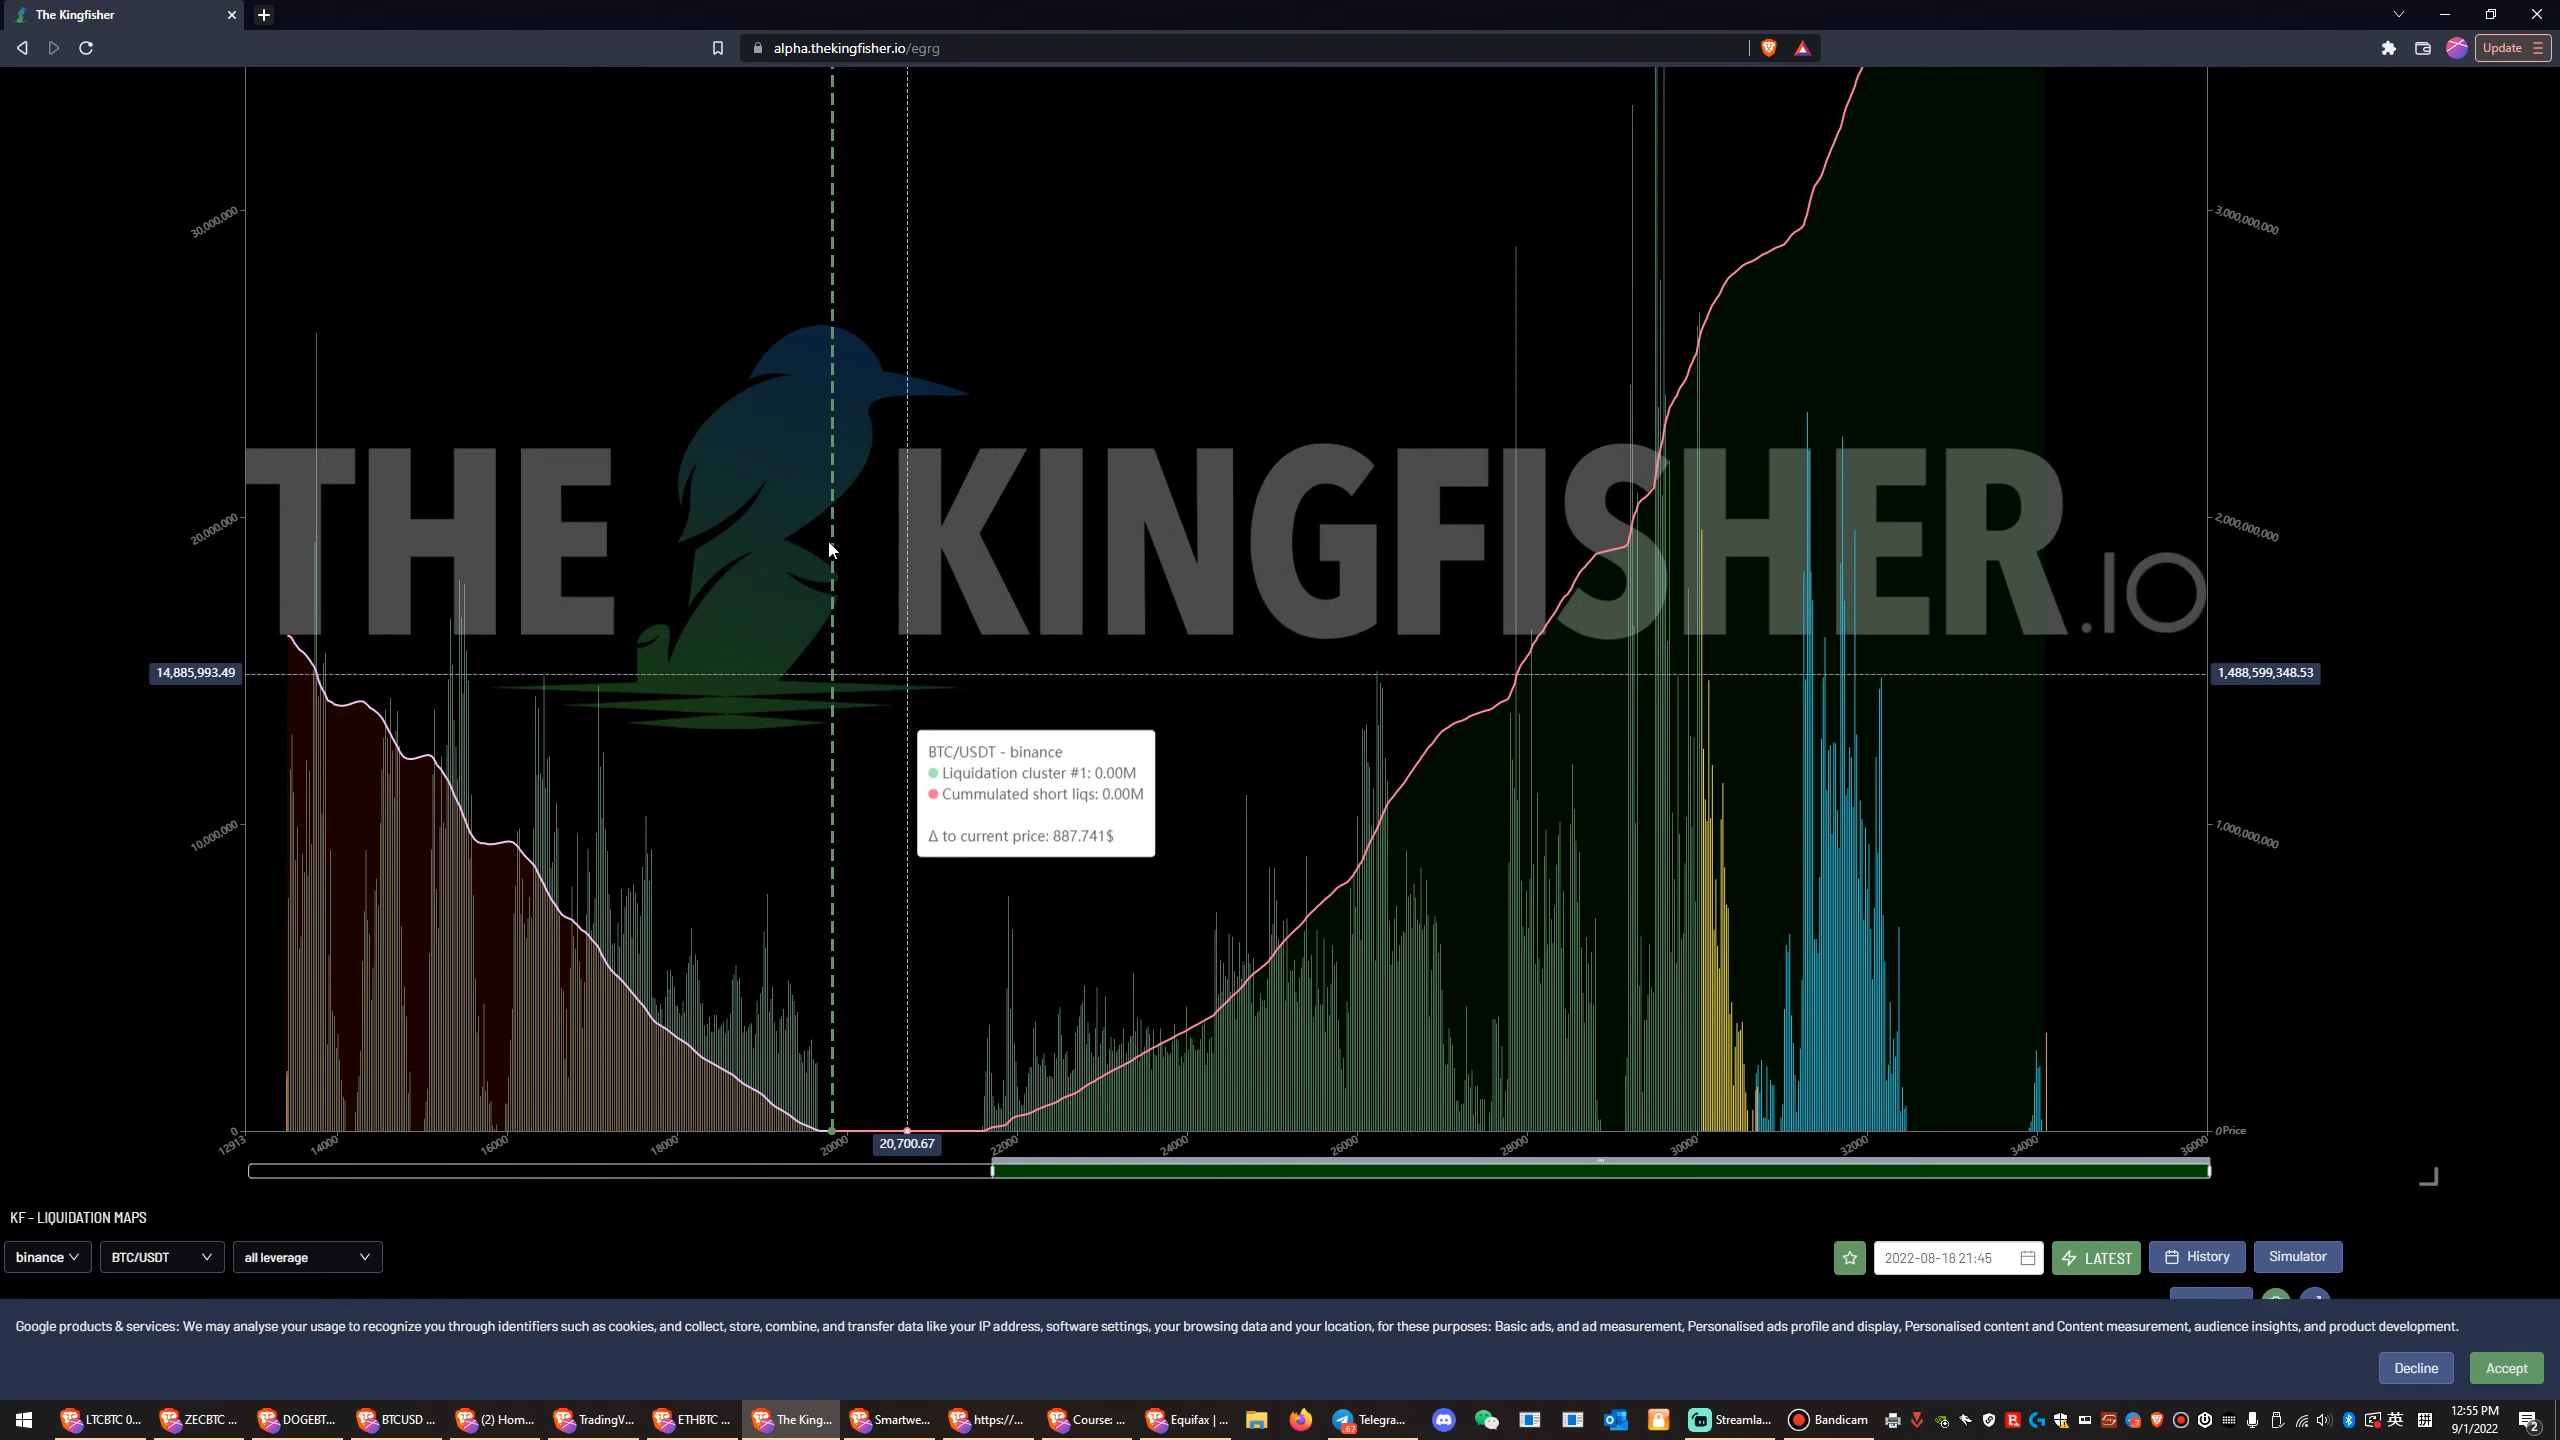 The Kingfisher
alpha.thekingfisher.io/egrg
Update
30,000,000
3,000,000,000
THE KINGFISHER.IO
20,000,000
2,000,000,000
14,885,993.49
1,488,599,348.53
BTC/USDT - binance
Liquidation cluster #1: 0.00M
Cummulated short liqs: 0.00M
Δ to current price: 887.741$
10,000,000
1,000,000,000
0
0 Price
12913 14000 16000 18000 20000 20,700.67 22000 24000 26000 28000 30000 32000 34000 36000
KF - LIQUIDATION MAPS
binance BTC/USDT all leverage
2022-08-18 21:45 LATEST History Simulator
Google products & services: We may analyse your usage to recognize you through identifiers such as cookies, and collect, store, combine, and transfer data like your IP address, software settings, your browsing data and your location, for these purposes: Basic ads, and ad measurement, Personalised ads profile and display, Personalised content and Content measurement, audience insights, and product development.
Decline Accept
LTCBTC 0... ZECBTC ... DOGEBT... BTCUSD ... (2) Hom... TradingV... ETHBTC ... The King... Smartwe... https://... Course: ... Equifax | ... Telegra... Streamla... Bandicam 英 拼
.67
12:55 PM
9/1/2022
2